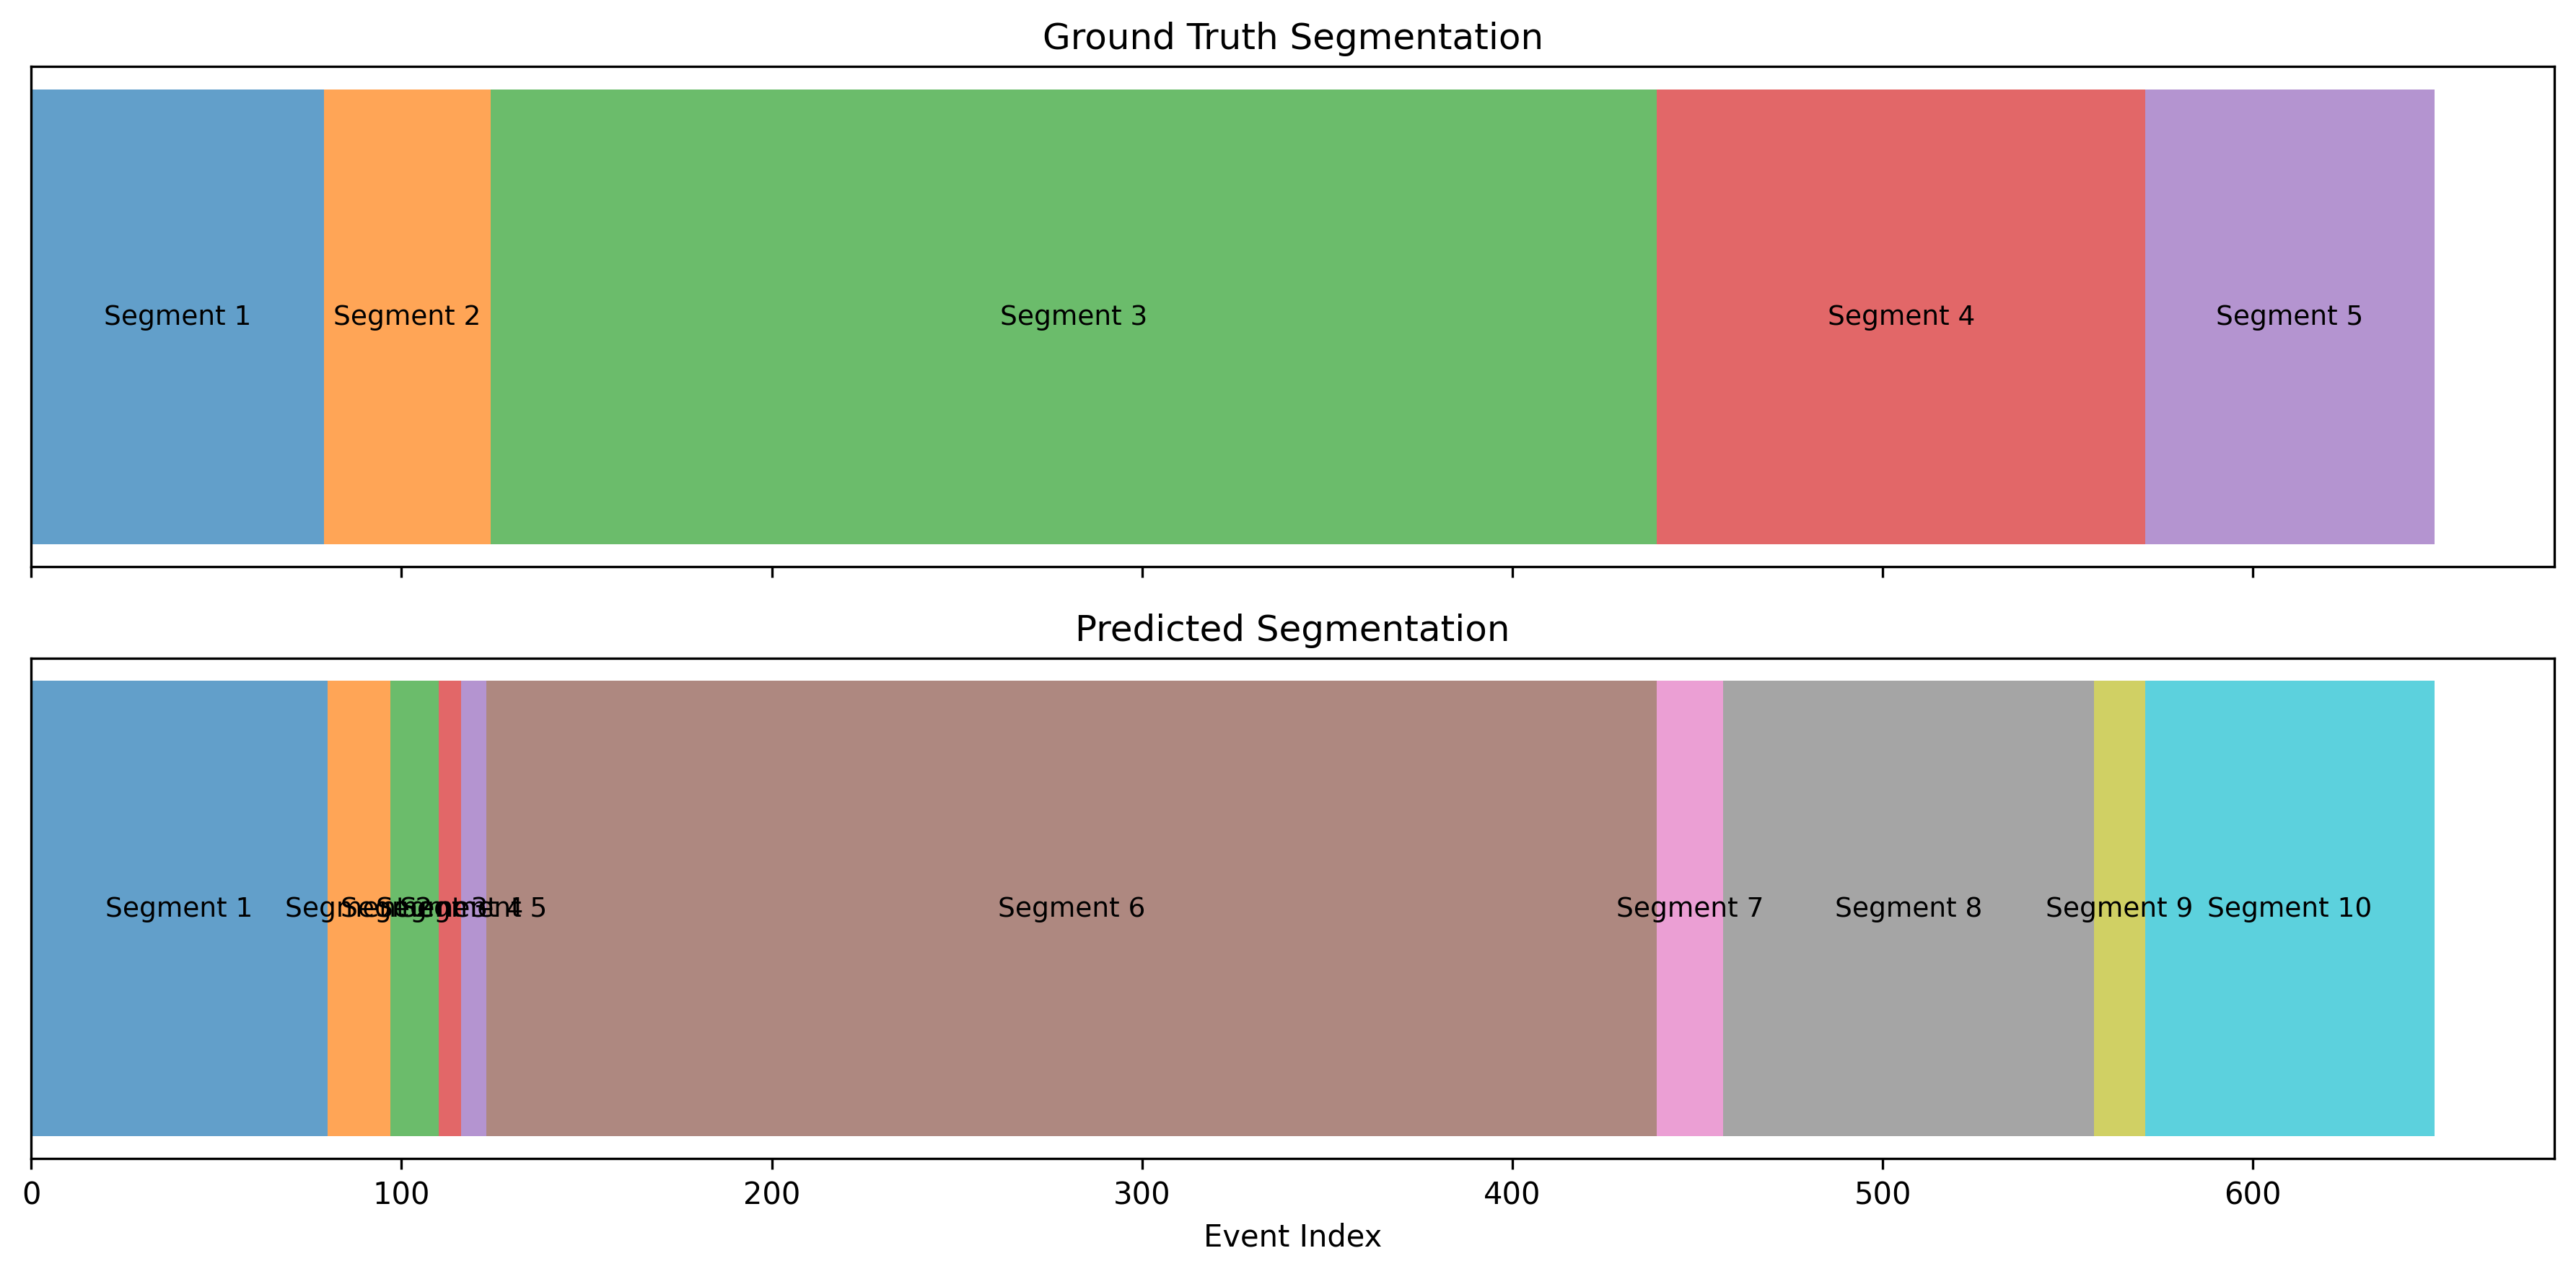 Ground Truth Segmentation
Segment 1 Segment 2 Segment 3 Segment 4 Segment 5
Predicted Segmentation
Segment 1 Segment 6 Segment 7 Segment 8 Segment 9 Segment 10
0 100 200 300 400 500 600
Event Index